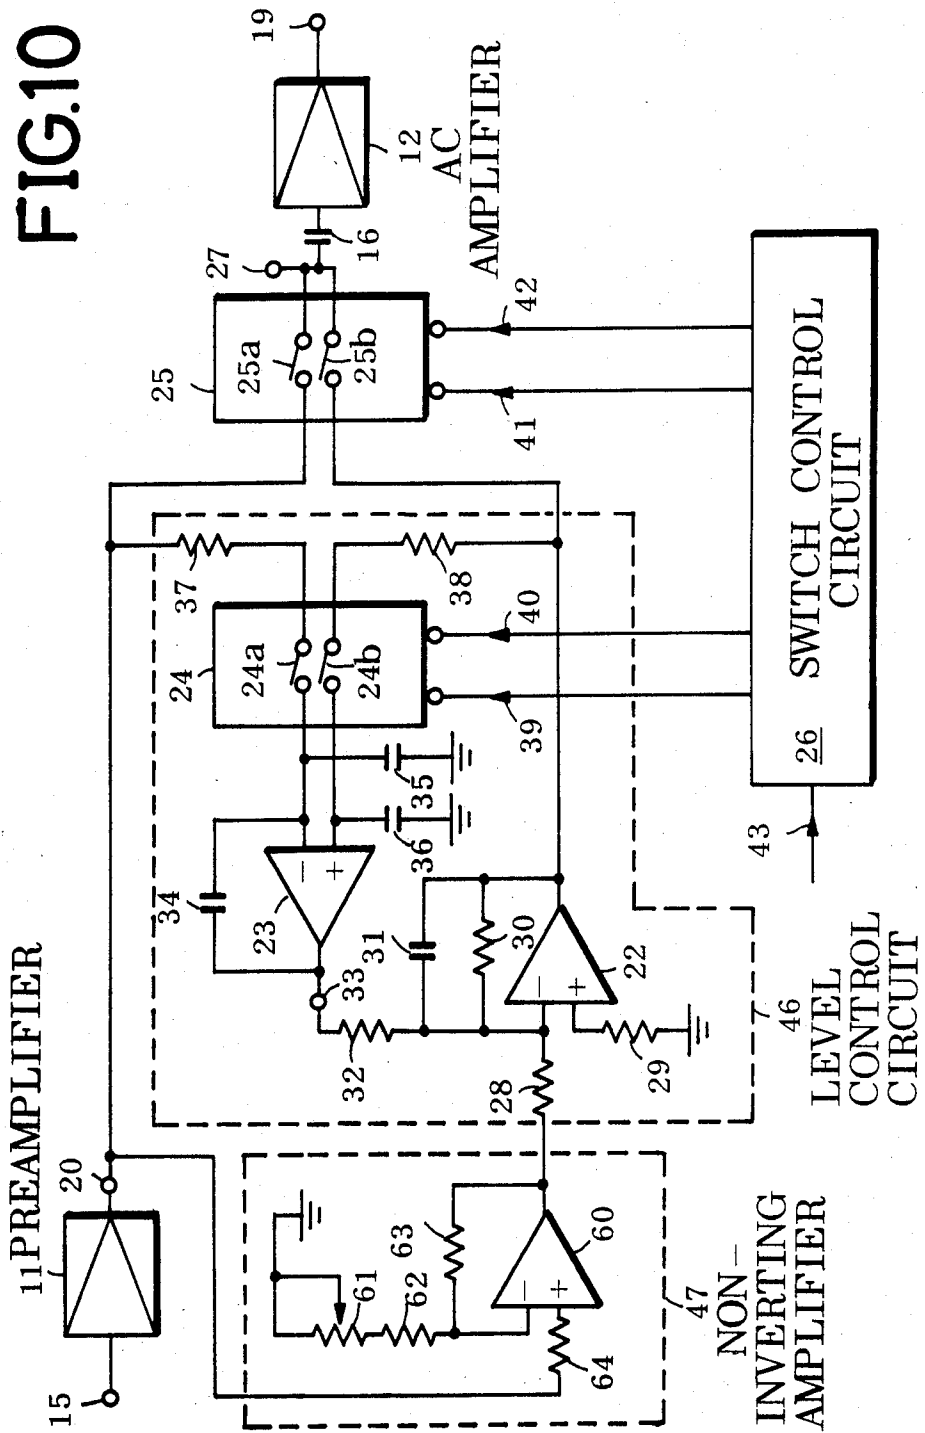 FIG.10
19
12
AC
AMPLIFIER
16
27
25
25a
25b
42
41
37
38
24
24a
24b
40
39
35
36
34
23
33
32
31
30
22
29
28
46
LEVEL
CONTROL
CIRCUIT
SWITCH CONTROL
CIRCUIT
26
43
11 PREAMPLIFIER
20
15
61
62
63
60
64
47
NON-
INVERTING
AMPLIFIER
−
+
−
+
−
+